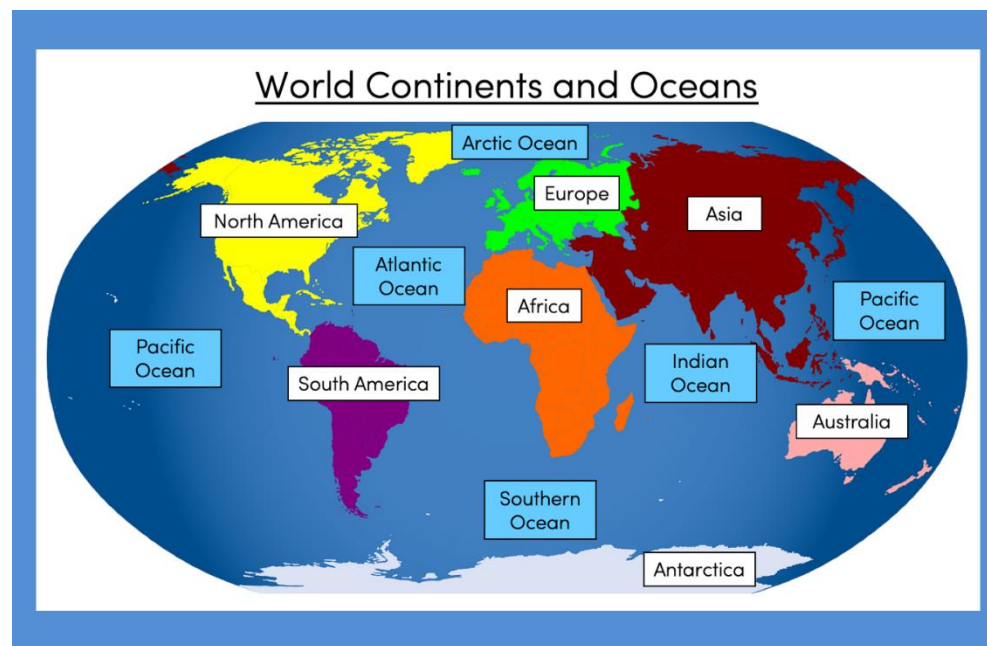 World Continents and Oceans
Arctic Ocean
Europe
North America
Asia
Atlantic
Ocean
Africa
Pacific
Ocean
Pacific
Ocean
Indian
Ocean
South America
Australia
Southern
Ocean
Antarctica